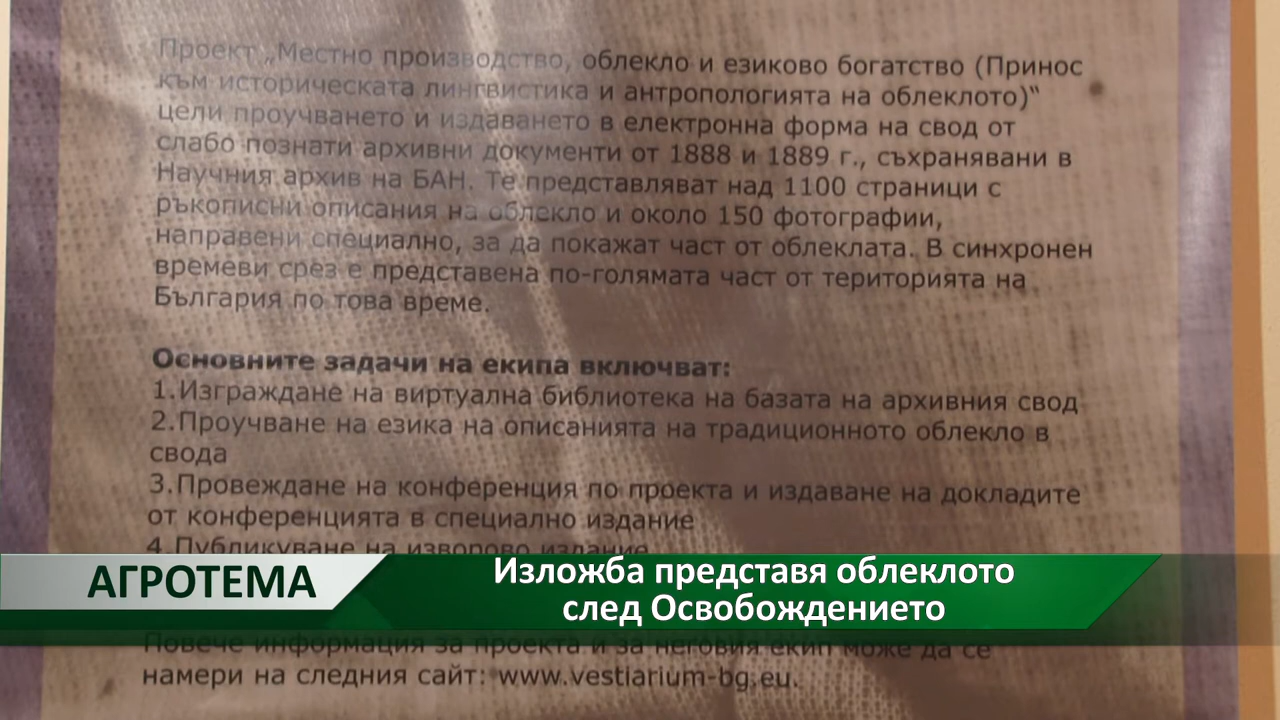 Проект „Местно производство, облекло и езиково богатство (Принос
към историческата лингвистика и антропологията на облеклото)“
цели проучването и издаването в електронна форма на свод от
слабо познати архивни документи от 1888 и 1889 г., съхранявани в
Научния архив на БАН. Те представляват над 1100 страници с
ръкописни описания на облекло и около 150 фотографии,
направени специално, за да покажат част от облеклата. В синхронен
времеви срез е представена по-голямата част от територията на
България по това време.
Основните задачи на екипа включват:
1.Изграждане на виртуална библиотека на базата на архивния свод
2.Проучване на езика на описанията на традиционното облекло в
свода
3.Провеждане на конференция по проекта и издаване на докладите
от конференцията в специално издание
4.Публикуване на изворово издание
АГРОТЕМА
Изложба представя облеклото
след Освобождението
Повече информация за проекта и за неговия екип може да се
намери на следния сайт: www.vestiarium-bg.eu.